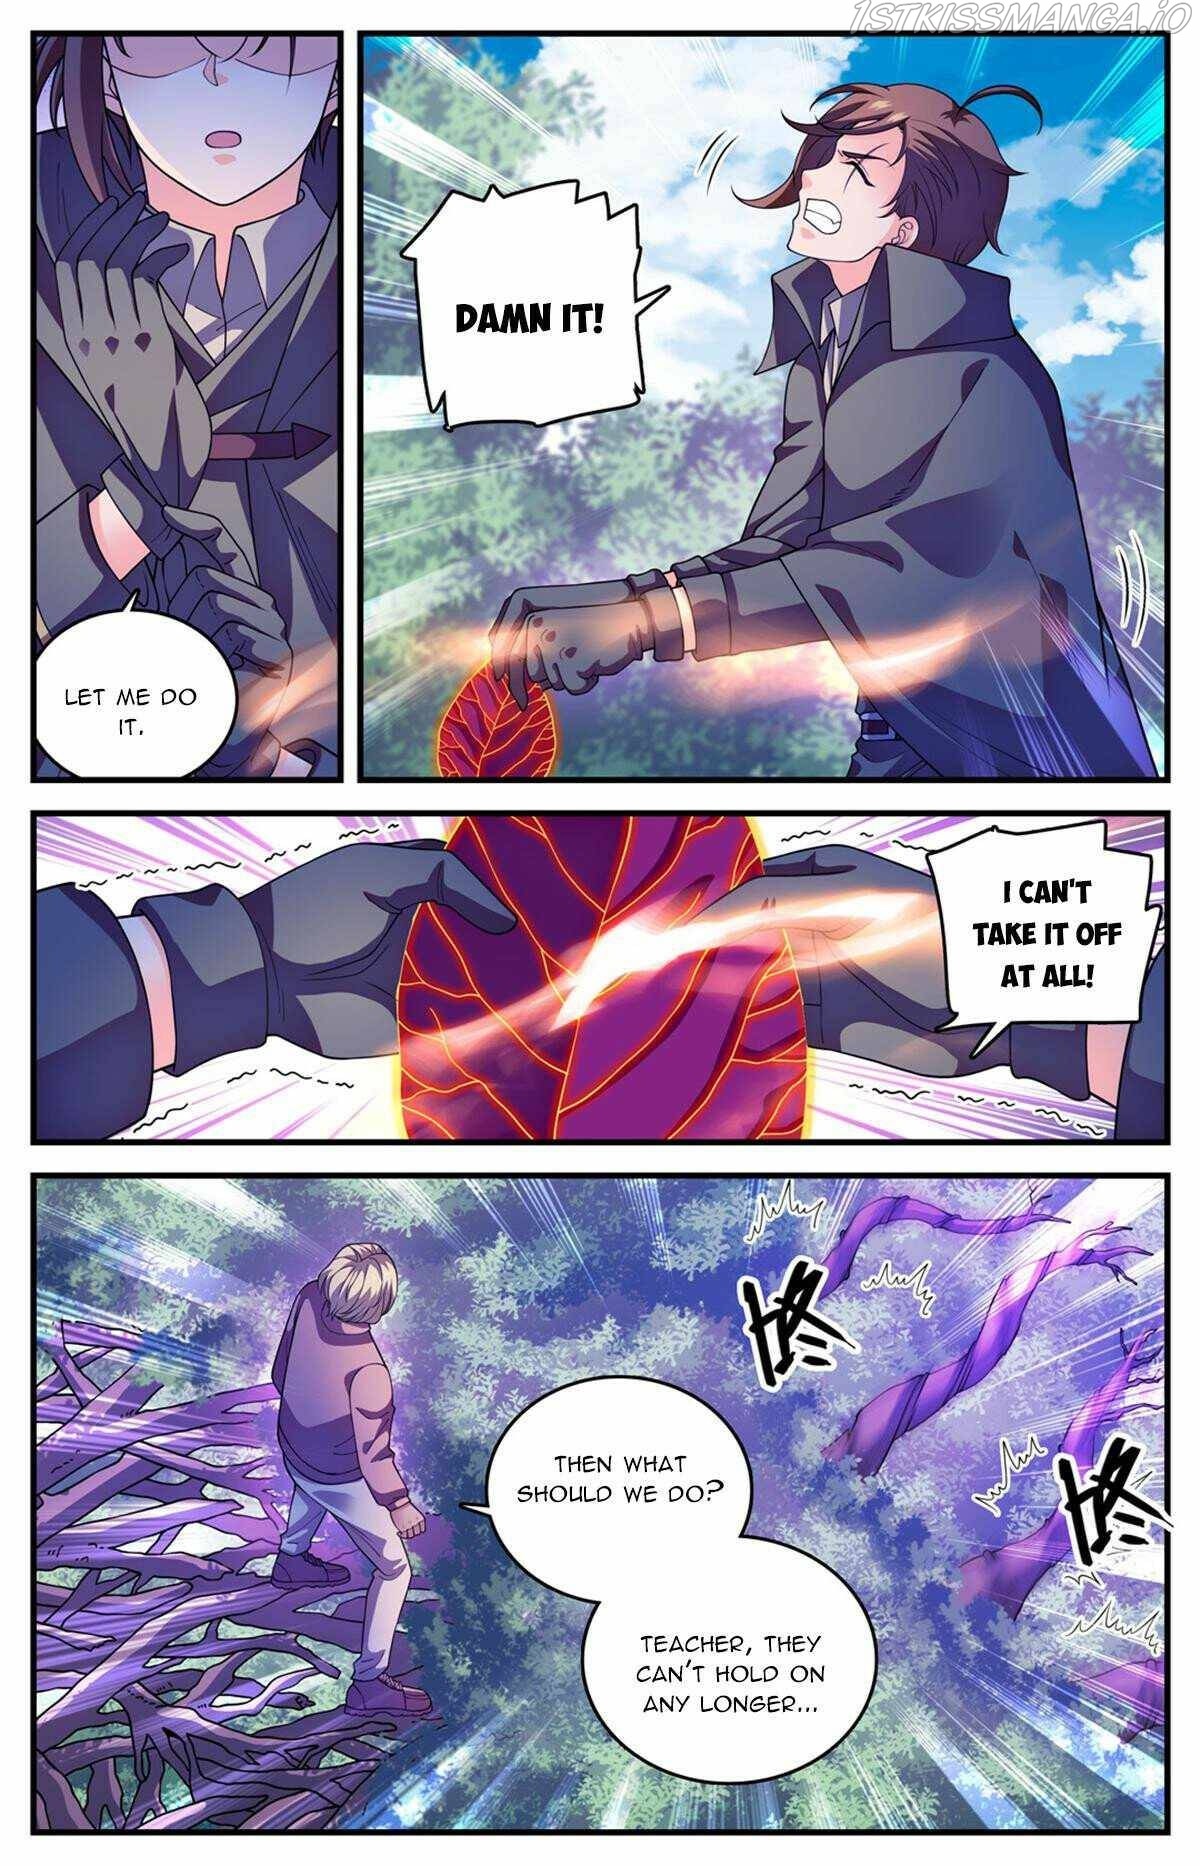 1STKISSMANGA.iO
LET ME DO
IT.
DAMN IT!
I CAN'T
TAKE IT OFF
AT ALL!
咚
咚
THEN WHAT
SHOULD WE DO?
TEACHER, THEY
CAN'T HOLD ON
ANY LONGER...